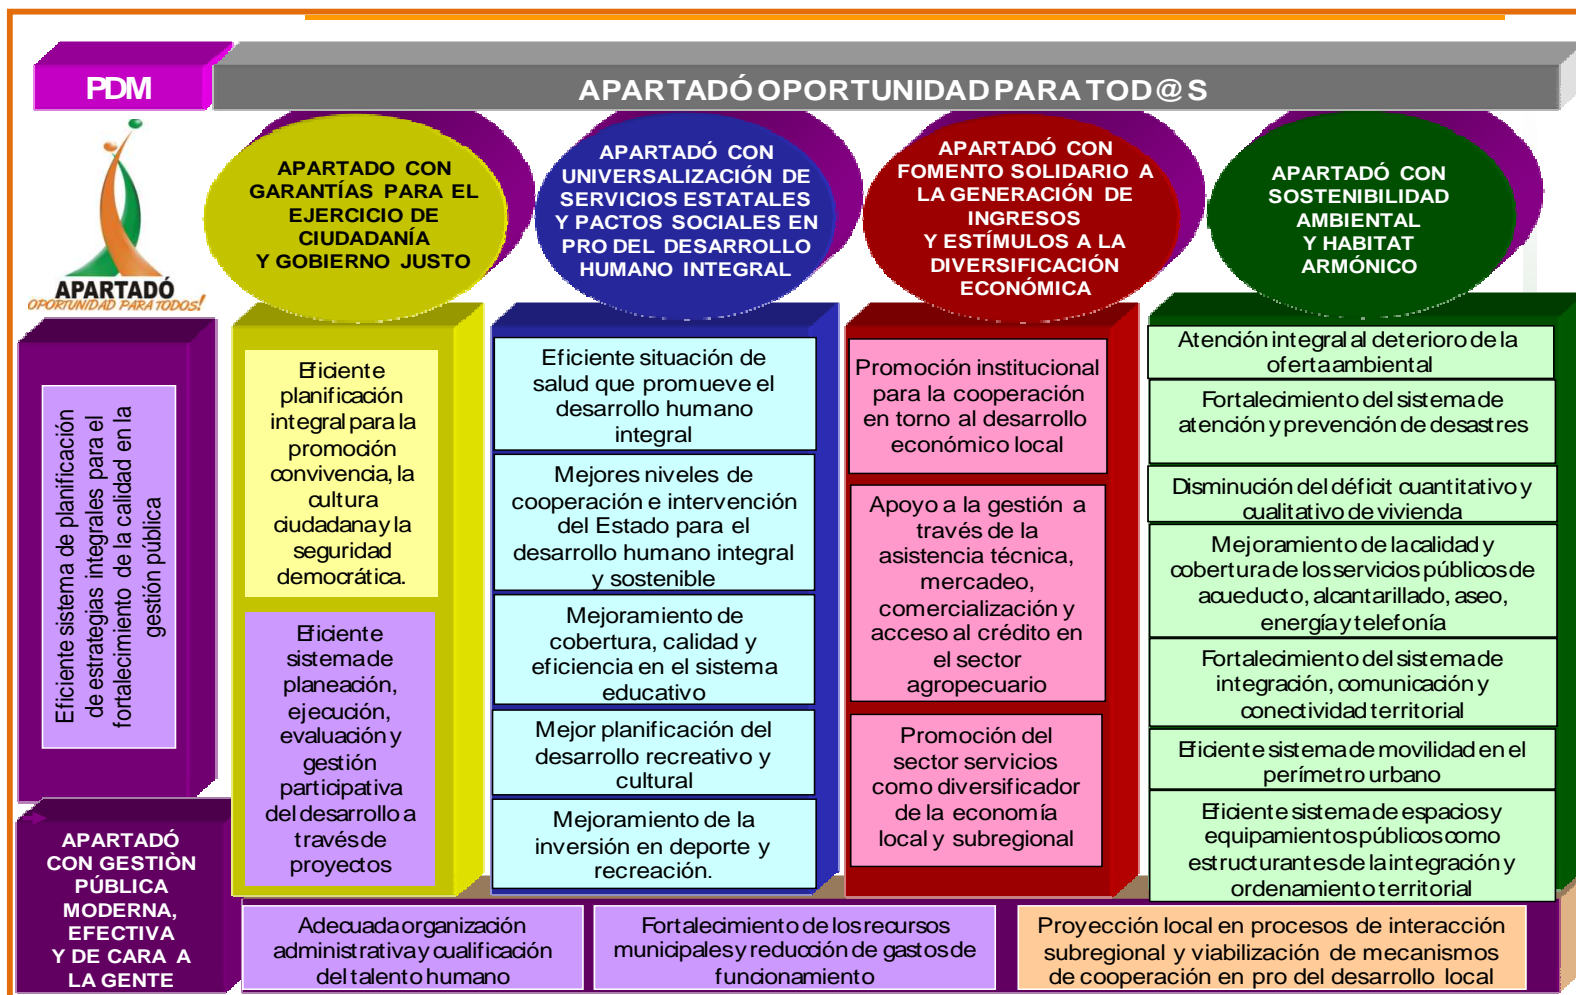 PDM
APARTADÓ OPORTUNIDAD PARA TOD@S
APARTADÓ
OPORTUNIDAD PARA TODOS!
APARTADO CON
GARANTÍAS PARA EL
EJERCICIO DE
CIUDADANÍA
Y GOBIERNO JUSTO
APARTADÓ CON
UNIVERSALIZACIÓN DE
SERVICIOS ESTATALES
Y PACTOS SOCIALES EN
PRO DEL DESARROLLO
HUMANO INTEGRAL
APARTADÓ CON
FOMENTO SOLIDARIO A
LA GENERACIÓN DE
INGRESOS
Y ESTÍMULOS A LA
DIVERSIFICACIÓN
ECONÓMICA
APARTADÓ CON
SOSTENIBILIDAD
AMBIENTAL
Y HABITAT
ARMÓNICO
Eficiente sistema de planificación
de estrategias integrales para el
fortalecimiento de la calidad en la
gestión pública
Eficiente
planificación
integral para la
promoción
convivencia, la
cultura
ciudadana y la
seguridad
democrática.
Eficiente
sistema de
planeación,
ejecución,
evaluación y
gestión
participativa
del desarrollo a
través de
proyectos
Eficiente situación de
salud que promueve el
desarrollo humano
integral
Mejores niveles de
cooperación e intervención
del Estado para el
desarrollo humano integral
y sostenible
Mejoramiento de
cobertura, calidad y
eficiencia en el sistema
educativo
Mejor planificación del
desarrollo recreativo y
cultural
Mejoramiento de la
inversión en deporte y
recreación.
Promoción institucional
para la cooperación
en torno al desarrollo
económico local
Apoyo a la gestión a
través de la
asistencia técnica,
mercadeo,
comercialización y
acceso al crédito en
el sector
agropecuario
Promoción del
sector servicios
como diversificador
de la economía
local y subregional
Atención integral al deterioro de la
oferta ambiental
Fortalecimiento del sistema de
atención y prevención de desastres
Disminución del déficit cuantitativo y
cualitativo de vivienda
Mejoramiento de la calidad y
cobertura de los servicios públicos de
acueducto, alcantarillado, aseo,
energía y telefonía
Fortalecimiento del sistema de
integración, comunicación y
conectividad territorial
Eficiente sistema de movilidad en el
perímetro urbano
Eficiente sistema de espacios y
equipamientos públicos como
estructurantes de la integración y
ordenamiento territorial
APARTADÓ
CON GESTIÒN
PÚBLICA
MODERNA,
EFECTIVA
Y DE CARA A
LA GENTE
Adecuada organización
administrativa y cualificación
del talento humano
Fortalecimiento de los recursos
municipales y reducción de gastos de
funcionamiento
Proyección local en procesos de interacción
subregional y viabilización de mecanismos
de cooperación en pro del desarrollo local